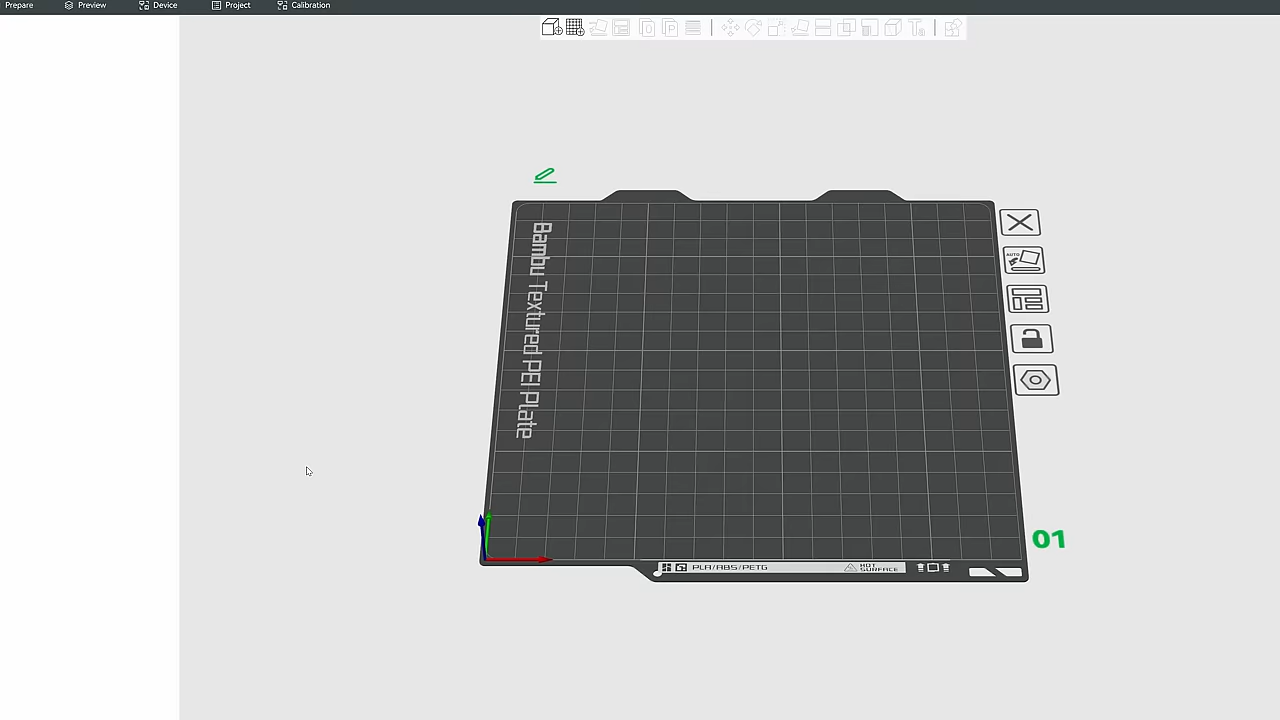 Prepare
Preview
Device
Project
Calibration
Bambu Textured PEI Plate
AUTO
01
PLA/ABS/PETG
HOT
SURFACE